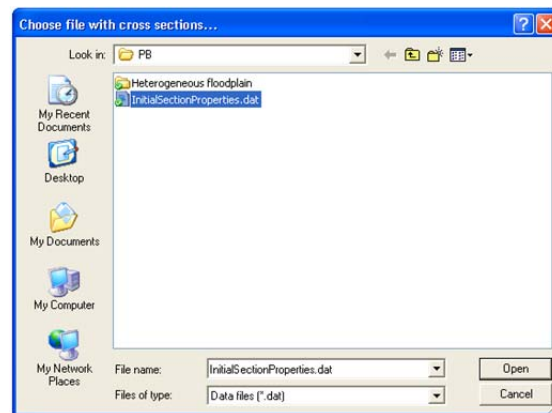 Choose file with cross sections...
Look in: PB
Heterogeneous floodplain
InitialSectionProperties.dat
My Recent
Documents
Desktop
My Documents
My Computer
My Network
Places
File name: InitialSectionProperties.dat Open
Files of type: Data files (*.dat) Cancel